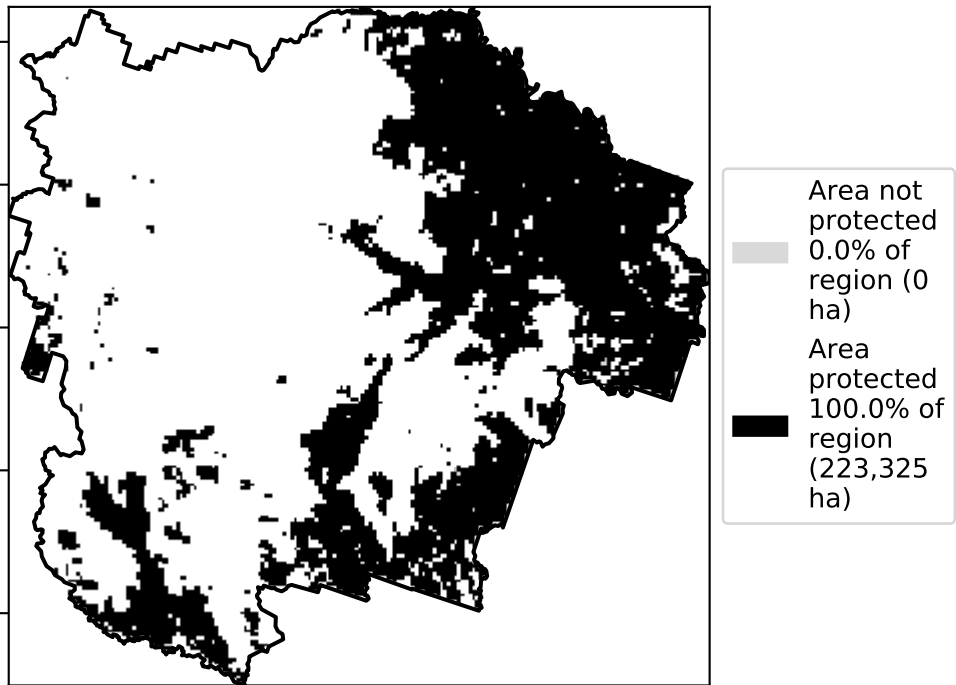 Area not
protected
0.0% of
region (0
ha)
Area
protected
100.0% of
region
(223,325
ha)